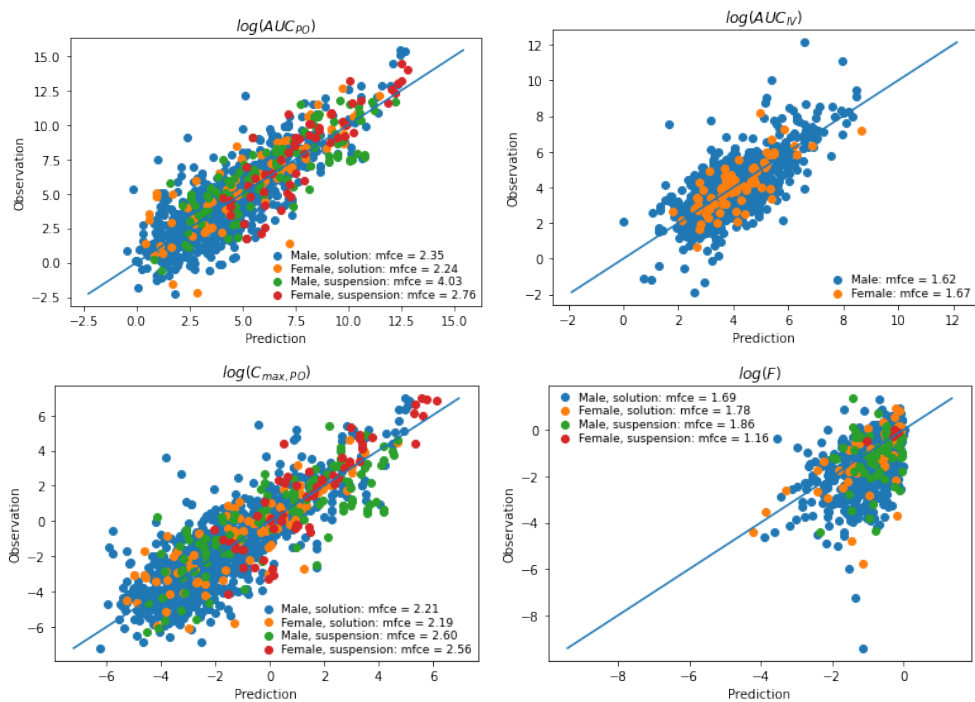 log(AUC_PO)
15.0
12.5
10.0
7.5
5.0
2.5
0.0
−2.5
Observation
Male, solution: mfce = 2.35
Female, solution: mfce = 2.24
Male, suspension: mfce = 4.03
Female, suspension: mfce = 2.76
−2.5 0.0 2.5 5.0 7.5 10.0 12.5 15.0
Prediction
log(AUC_IV)
12
10
8
6
4
2
0
−2
Observation
Male: mfce = 1.62
Female: mfce = 1.67
−2 0 2 4 6 8 10 12
Prediction
log(C_max, PO)
6
4
2
0
−2
−4
−6
Observation
Male, solution: mfce = 2.21
Female, solution: mfce = 2.19
Male, suspension: mfce = 2.60
Female, suspension: mfce = 2.56
−6 −4 −2 0 2 4 6
Prediction
log(F)
Male, solution: mfce = 1.69
Female, solution: mfce = 1.78
Male, suspension: mfce = 1.86
Female, suspension: mfce = 1.16
0
−2
−4
−6
−8
Observation
−8 −6 −4 −2 0
Prediction